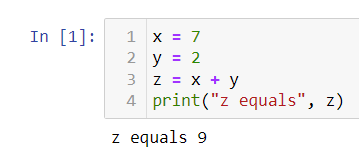 In [1]:
1 x = 7
2 y = 2
3 z = x + y
4 print("z equals", z)
z equals 9